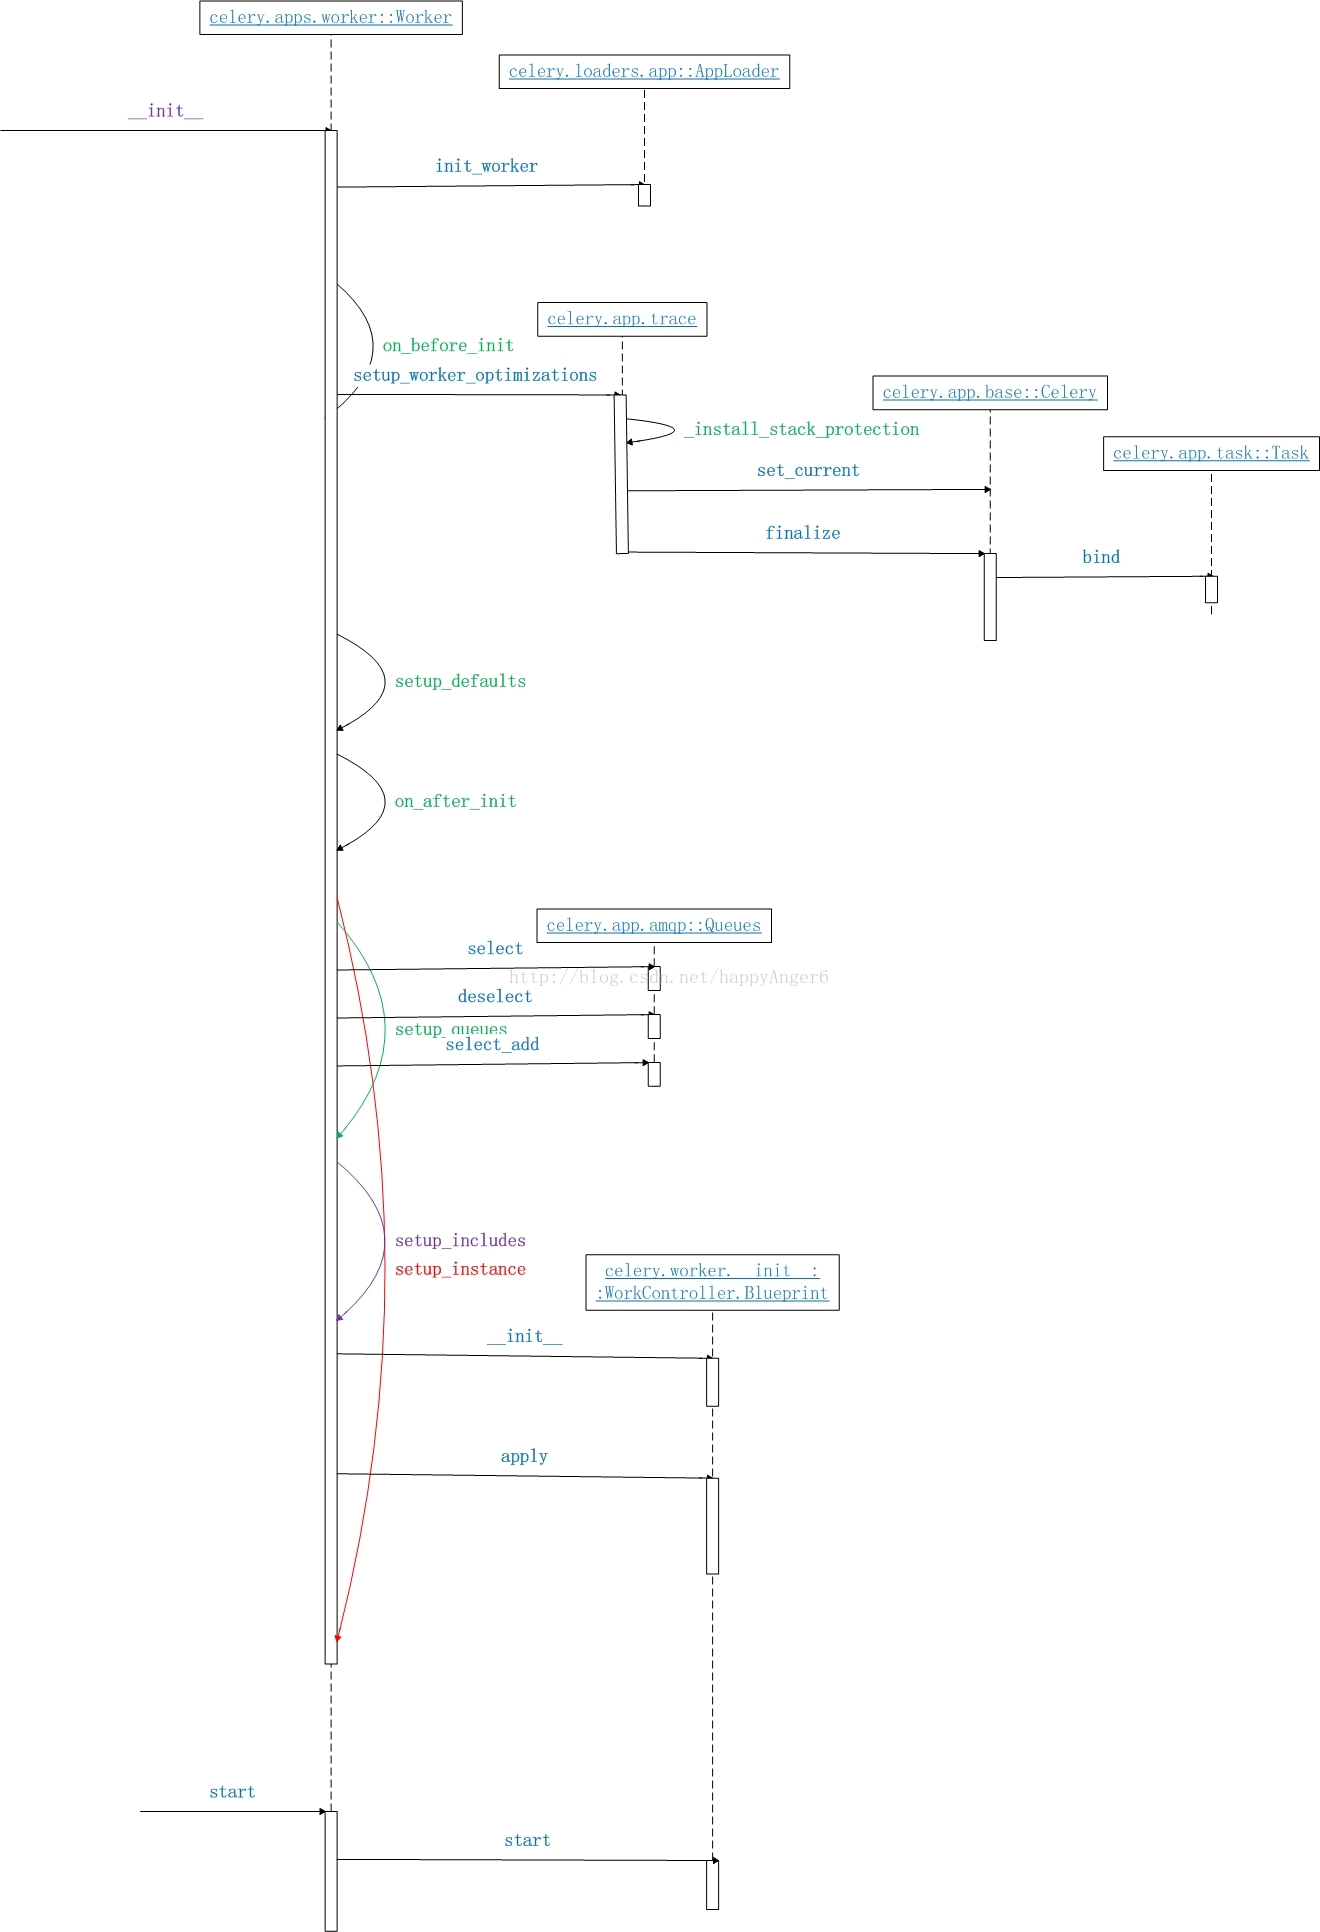 celery.apps.worker::Worker
celery.loaders.app::AppLoader
__init__
init_worker
celery.app.trace
on_before_init
setup_worker_optimizations
celery.app.base::Celery
_install_stack_protection
celery.app.task::Task
set_current
finalize
bind
setup_defaults
on_after_init
celery.app.amqp::Queues
select
http://blog.csdn.net/happyAnger6
deselect
setup_queues
select_add
setup_includes
setup_instance
celery.worker.__init__:
:WorkController.Blueprint
__init__
apply
start
start